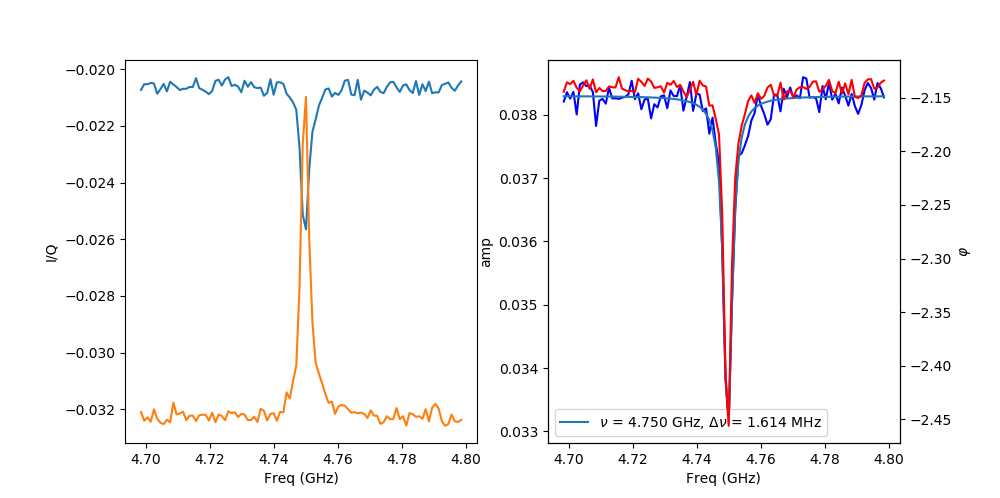 −0.020
−0.022
−0.024
−0.026
−0.028
−0.030
−0.032
I/Q
4.70 4.72 4.74 4.76 4.78 4.80
Freq (GHz)
0.038
0.037
0.036
0.035
0.034
0.033
amp
−2.15
−2.20
−2.25
−2.30
−2.35
−2.40
−2.45
φ
ν = 4.750 GHz, Δν = 1.614 MHz
4.70 4.72 4.74 4.76 4.78 4.80
Freq (GHz)